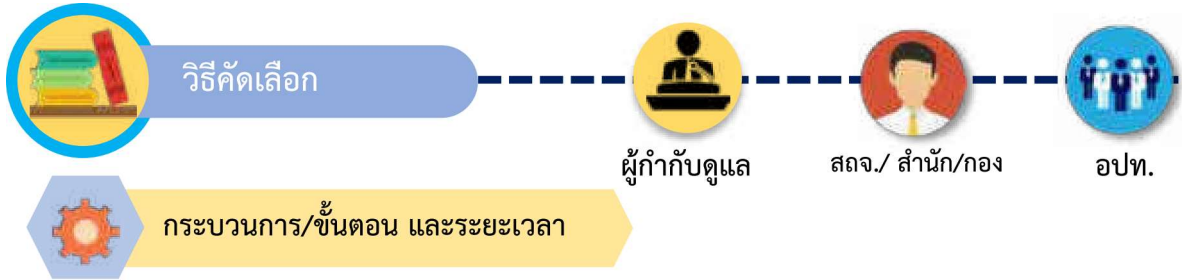 วิธีคัดเลือก
ผู้กำกับดูแล
สถจ./ สำนัก/กอง
อปท.
กระบวนการ/ขั้นตอน และระยะเวลา